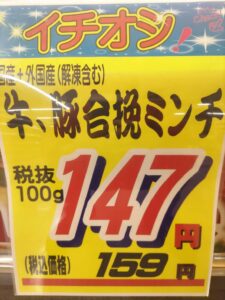 イチオシ!
国産+外国産(解凍含む)
牛、豚合挽ミンチ
税抜
100g
147円
(税込価格) 159円